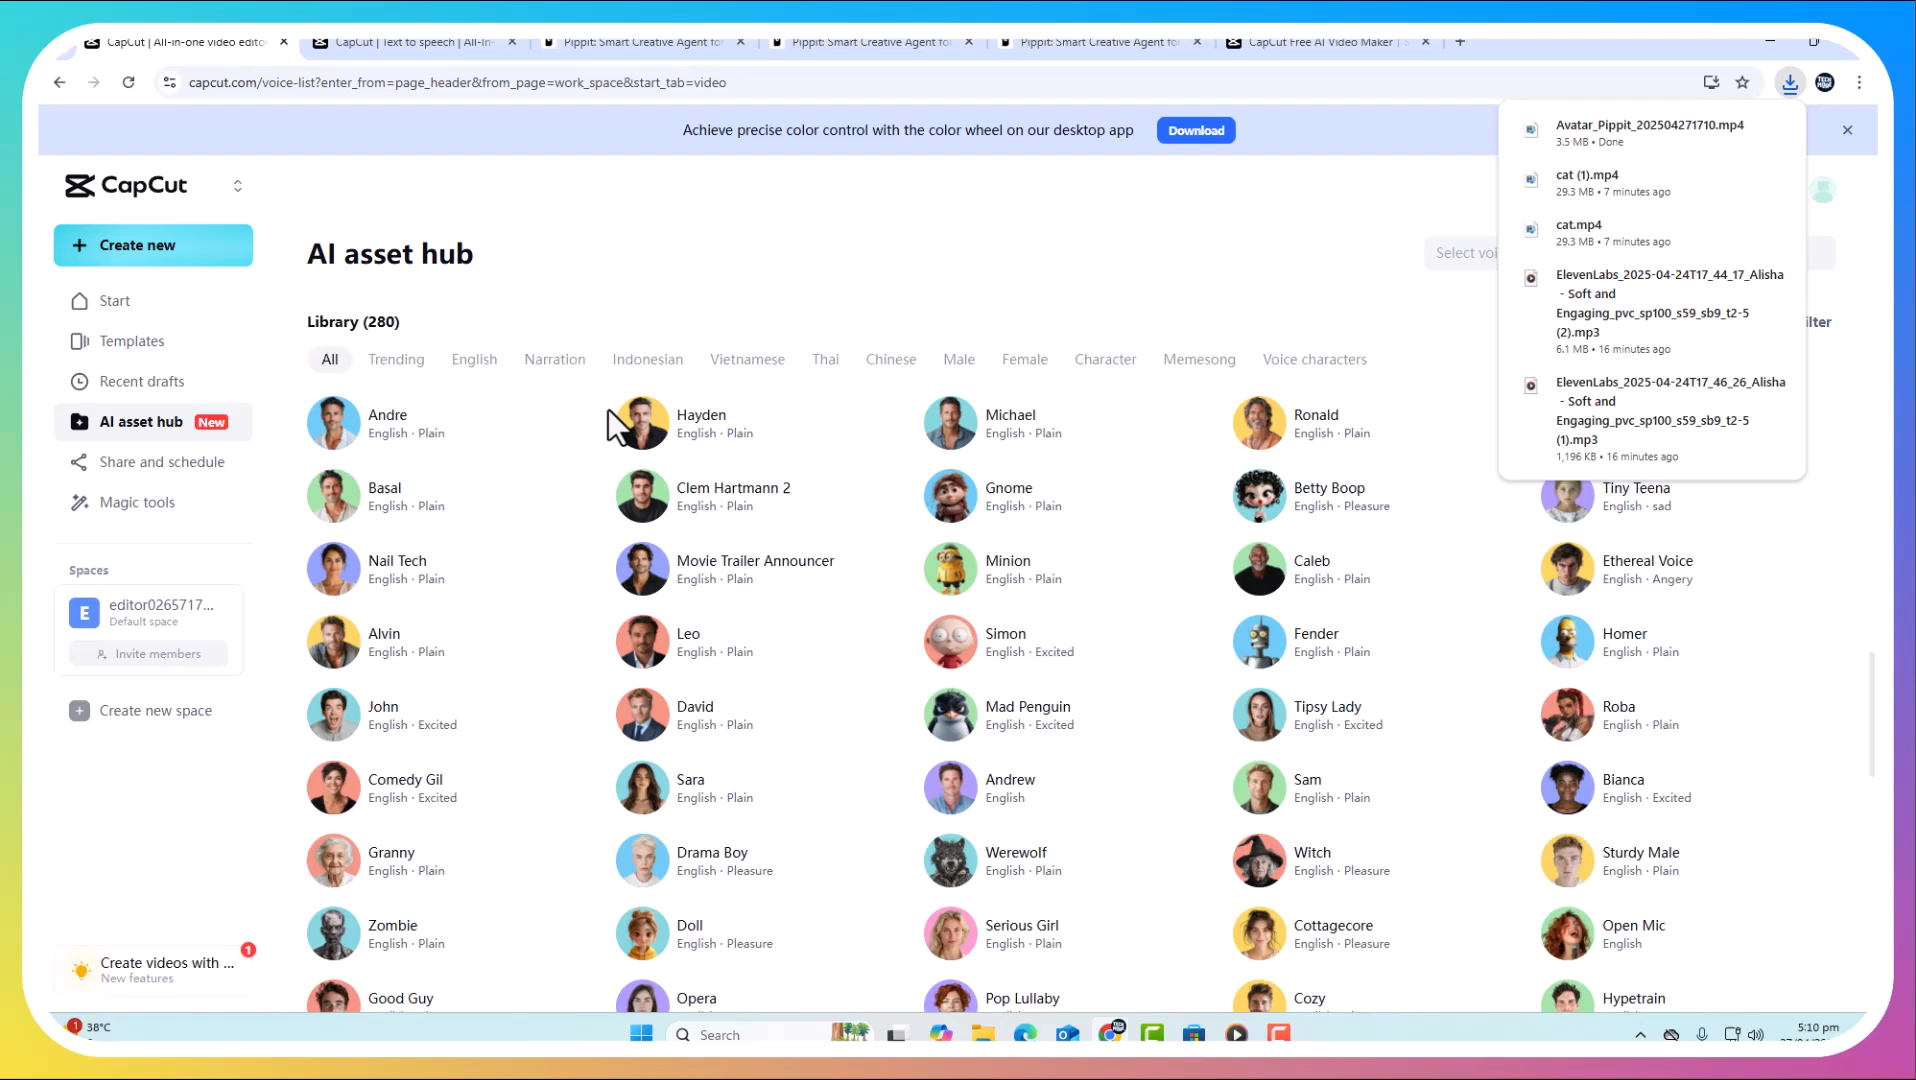 CapCut | All-in-one video editor
CapCut | Text to speech | All-In-
Pippit: Smart Creative Agent for
Pippit: Smart Creative Agent for
Pippit: Smart Creative Agent for
CapCut Free AI Video Maker | S
capcut.com/voice-list?enter_from=page_header&from_page=work_space&start_tab=video
Achieve precise color control with the color wheel on our desktop app
Download
Avatar_Pippit_202504271710.mp4
3.5 MB • Done
cat (1).mp4
29.3 MB • 7 minutes ago
cat.mp4
29.3 MB • 7 minutes ago
ElevenLabs_2025-04-24T17_44_17_Alisha
- Soft and
Engaging_pvc_sp100_s59_sb9_t2-5
(2).mp3
6.1 MB • 16 minutes ago
ElevenLabs_2025-04-24T17_46_26_Alisha
- Soft and
Engaging_pvc_sp100_s59_sb9_t2-5
(1).mp3
1,196 KB • 16 minutes ago
CapCut
Create new
Start
Templates
Recent drafts
AI asset hub New
Share and schedule
Magic tools
Spaces
E
editor0265717...
Default space
Invite members
Create new space
Create videos with ...
New features
1
AI asset hub
Select voi
Library (280)
ilter
All Trending English Narration Indonesian Vietnamese Thai Chinese Male Female Character Memesong Voice characters
Andre
English · Plain
Hayden
English · Plain
Michael
English · Plain
Ronald
English · Plain
Basal
English · Plain
Clem Hartmann 2
English · Plain
Gnome
English · Plain
Betty Boop
English · Pleasure
Tiny Teena
English · sad
Nail Tech
English · Plain
Movie Trailer Announcer
English · Plain
Minion
English · Plain
Caleb
English · Plain
Ethereal Voice
English · Angery
Alvin
English · Plain
Leo
English · Plain
Simon
English · Excited
Fender
English · Plain
Homer
English · Plain
John
English · Excited
David
English · Plain
Mad Penguin
English · Excited
Tipsy Lady
English · Excited
Roba
English · Plain
Comedy Gil
English · Excited
Sara
English · Plain
Andrew
English
Sam
English · Plain
Bianca
English · Excited
Granny
English · Plain
Drama Boy
English · Pleasure
Werewolf
English · Plain
Witch
English · Pleasure
Sturdy Male
English · Plain
Zombie
English · Plain
Doll
English · Pleasure
Serious Girl
English · Plain
Cottagecore
English · Pleasure
Open Mic
English
Good Guy
Opera
Pop Lullaby
Cozy
Hypetrain
1
38°C
Search
5:10 pm